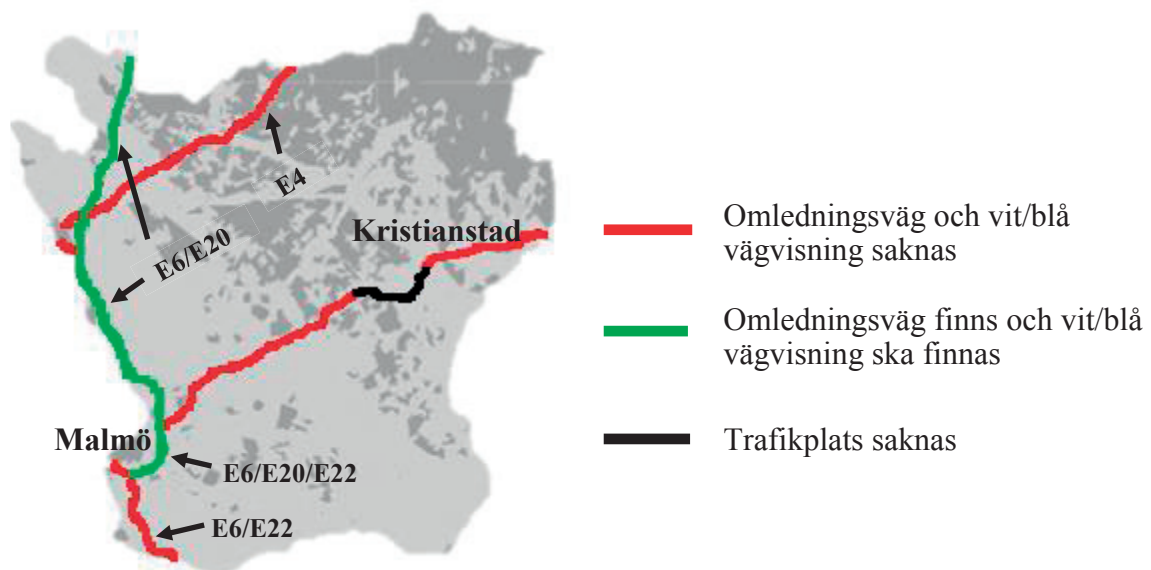 E4
Kristianstad
E6/E20
Malmö
E6/E20/E22
E6/E22
Omledningsväg och vit/blå
vägvisning saknas
Omledningsväg finns och vit/blå
vägvisning ska finnas
Trafikplats saknas